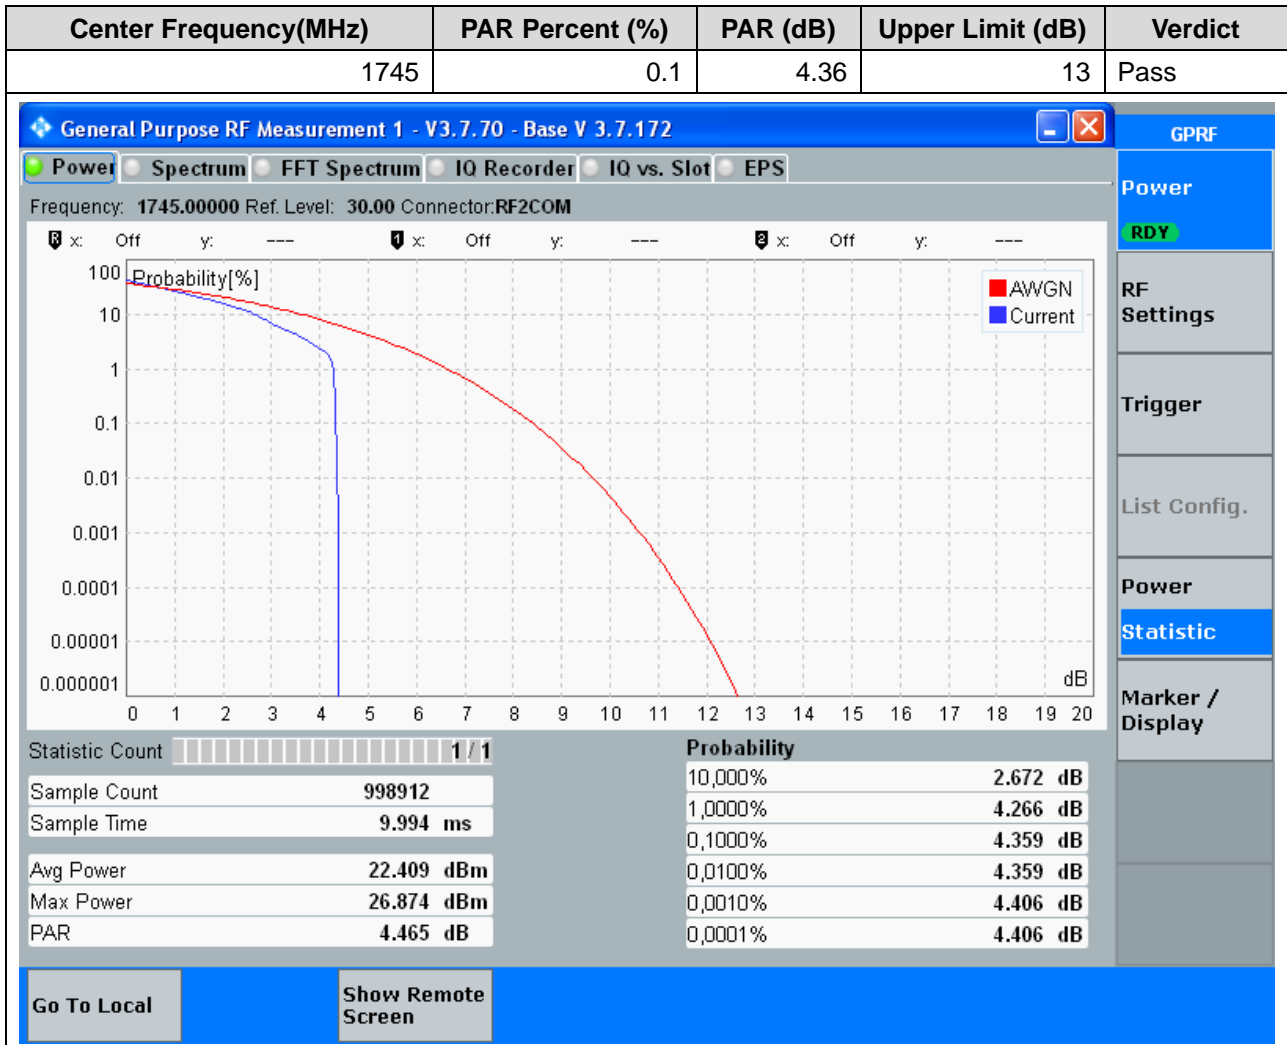 Center Frequency(MHz) PAR Percent (%) PAR (dB) Upper Limit (dB) Verdict
1745 0.1 4.36 13 Pass
General Purpose RF Measurement 1 - V3.7.70 - Base V 3.7.172
GPRF
Power Spectrum FFT Spectrum IQ Recorder IQ vs. Slot EPS
Frequency: 1745.00000 Ref. Level: 30.00 Connector:RF2COM
Power
RDY
R x: Off y: --- 1 x: Off y: --- 2 x: Off y: ---
Probability[%]
100
10
1
0.1
0.01
0.001
0.0001
0.00001
0.000001
AWGN
Current
dB
0 1 2 3 4 5 6 7 8 9 10 11 12 13 14 15 16 17 18 19 20
RF
Settings
Trigger
List Config.
Power
Statistic
Marker /
Display
Statistic Count 1 / 1
Sample Count 998912
Sample Time 9.994 ms
Avg Power 22.409 dBm
Max Power 26.874 dBm
PAR 4.465 dB
Probability
10,000% 2.672 dB
1,0000% 4.266 dB
0,1000% 4.359 dB
0,0100% 4.359 dB
0,0010% 4.406 dB
0,0001% 4.406 dB
Go To Local
Show Remote
Screen